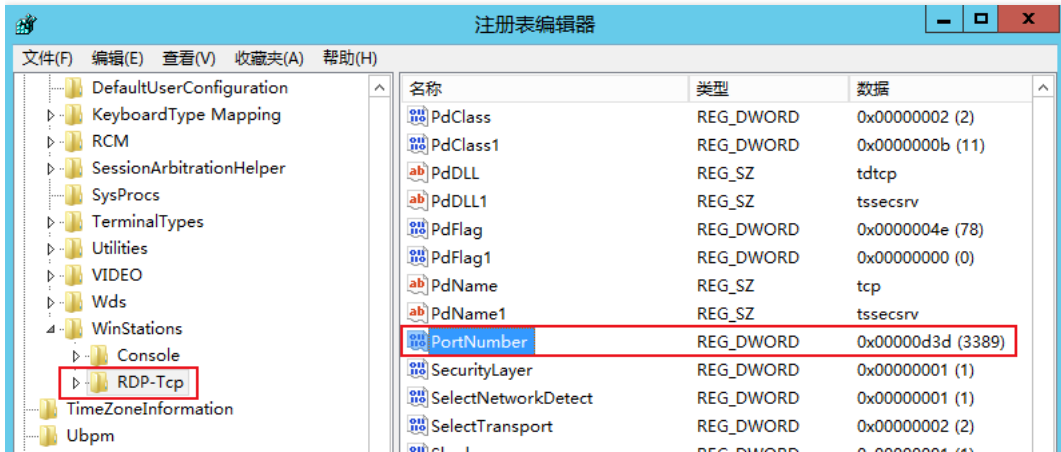 注册表编辑器
文件(F) 编辑(E) 查看(V) 收藏夹(A) 帮助(H)
DefaultUserConfiguration
KeyboardType Mapping
RCM
SessionArbitrationHelper
SysProcs
TerminalTypes
Utilities
VIDEO
Wds
WinStations
Console
RDP-Tcp
TimeZoneInformation
Ubpm
名称 类型 数据
PdClass REG_DWORD 0x00000002 (2)
PdClass1 REG_DWORD 0x0000000b (11)
PdDLL REG_SZ tdtcp
PdDLL1 REG_SZ tssecsrv
PdFlag REG_DWORD 0x0000004e (78)
PdFlag1 REG_DWORD 0x00000000 (0)
PdName REG_SZ tcp
PdName1 REG_SZ tssecsrv
PortNumber REG_DWORD 0x00000d3d (3389)
SecurityLayer REG_DWORD 0x00000001 (1)
SelectNetworkDetect REG_DWORD 0x00000001 (1)
SelectTransport REG_DWORD 0x00000002 (2)